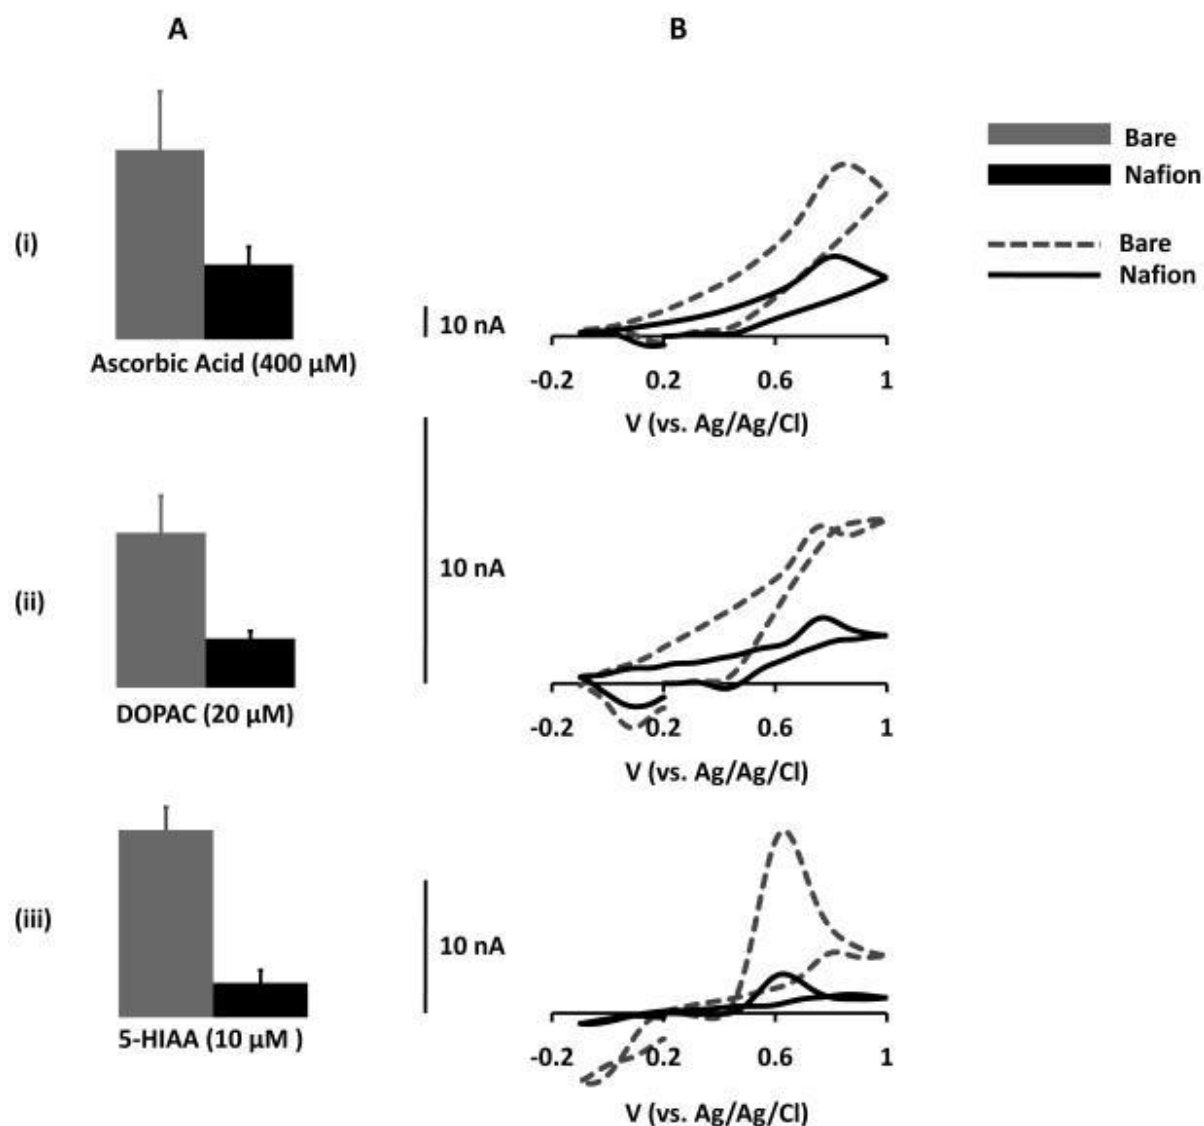 A
B
Bare
Nafion
Bare
Nafion
(i)
10 nA
Ascorbic Acid (400 µM)
-0.2 0.2 0.6 1
V (vs. Ag/Ag/Cl)
(ii)
10 nA
DOPAC (20 µM)
-0.2 0.2 0.6 1
V (vs. Ag/Ag/Cl)
(iii)
10 nA
5-HIAA (10 µM )
-0.2 0.2 0.6 1
V (vs. Ag/Ag/Cl)